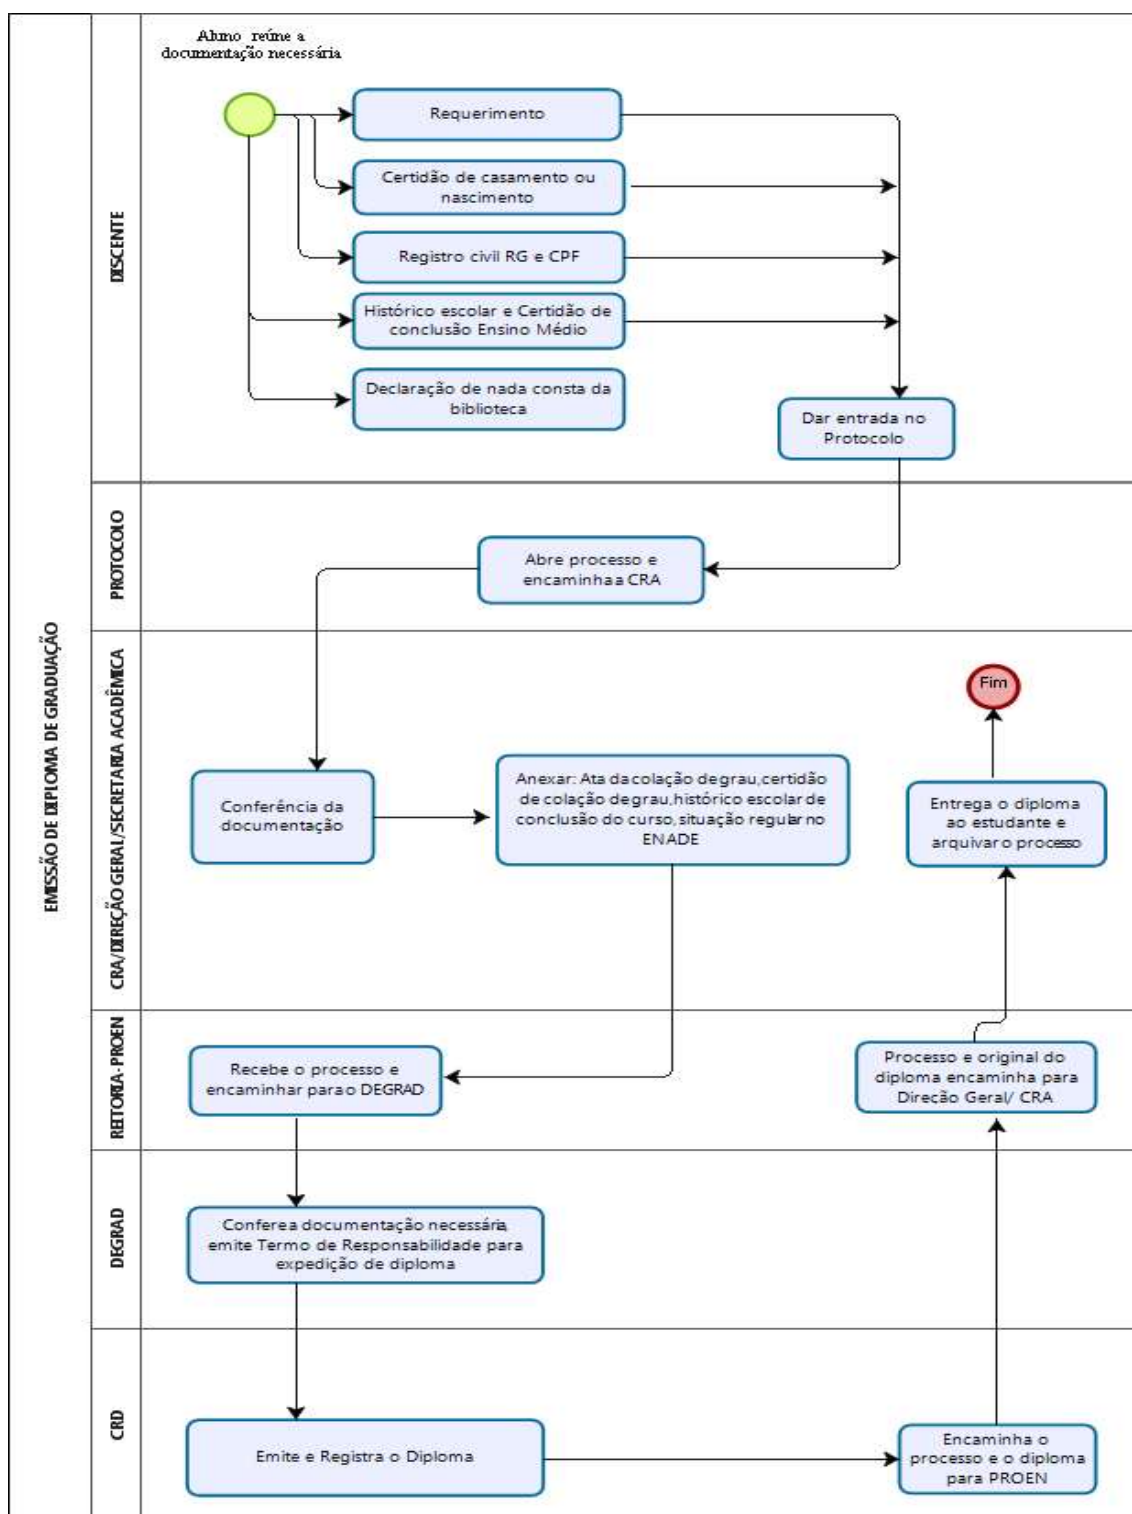 EMISSÃO DE DIPLOMA DE GRADUAÇÃO
DISCENTE
Aluno reúne a
documentação necessária
Requerimento
Certidão de casamento ou
nascimento
Registro civil RG e CPF
Histórico escolar e Certidão de
conclusão Ensino Médio
Declaração de nada consta da
biblioteca
Dar entrada no
Protocolo
PROTOCOLO
Abre processo e
encaminha a CRA
CRA/DIREÇÃO GERAL/SECRETARIA ACADÊMICA
Conferência da
documentação
Anexar: Ata da colação de grau, certidão
de colação de grau, histórico escolar de
conclusão do curso, situação regular no
ENADE
Fim
Entrega o diploma
ao estudante e
arquivar o processo
REITORIA - PROEN
Recebe o processo e
encaminhar para o DEGRAD
Processo e original do
diploma encaminha para
Direção Geral/ CRA
DEGRAD
Confere a documentação necessária,
emite Termo de Responsabilidade para
expedição de diploma
CRD
Emite e Registra o Diploma
Encaminha o
processo e o diploma
para PROEN